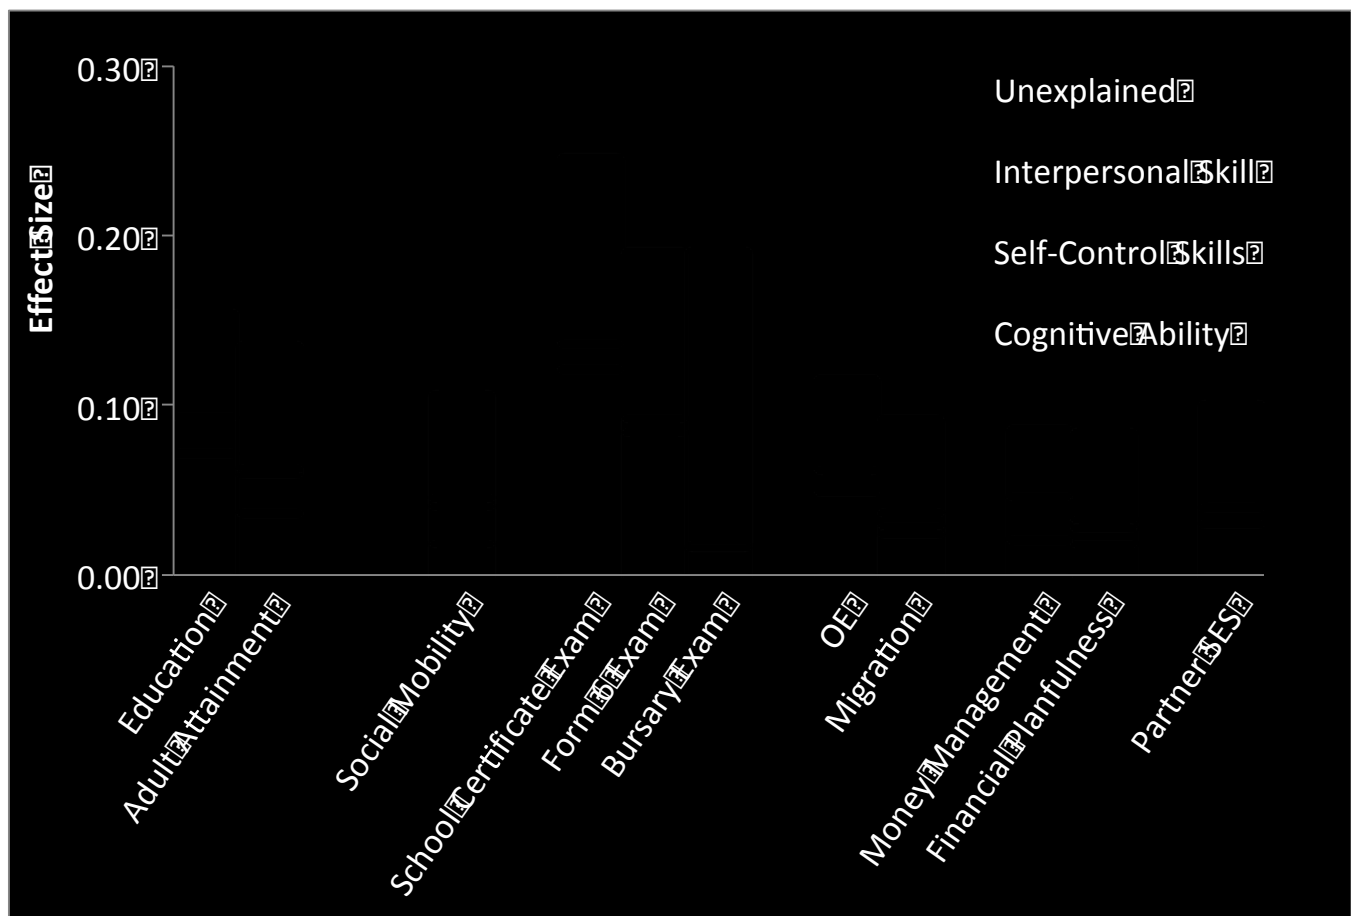 0.30⍰
0.20⍰
0.10⍰
0.00⍰
Effect⍰Size⍰
Unexplained⍰
Interpersonal⍰Skill⍰
Self-Control⍰Skills⍰
Cognitive⍰Ability⍰
Education⍰
Adult⍰Attainment⍰
Social⍰Mobility⍰
School⍰Certificate⍰Exam⍰
Form⍰6⍰Exam⍰
Bursary⍰Exam⍰
OE⍰
Migration⍰
Money⍰Management⍰
Financial⍰Planfulness⍰
Partner⍰SES⍰